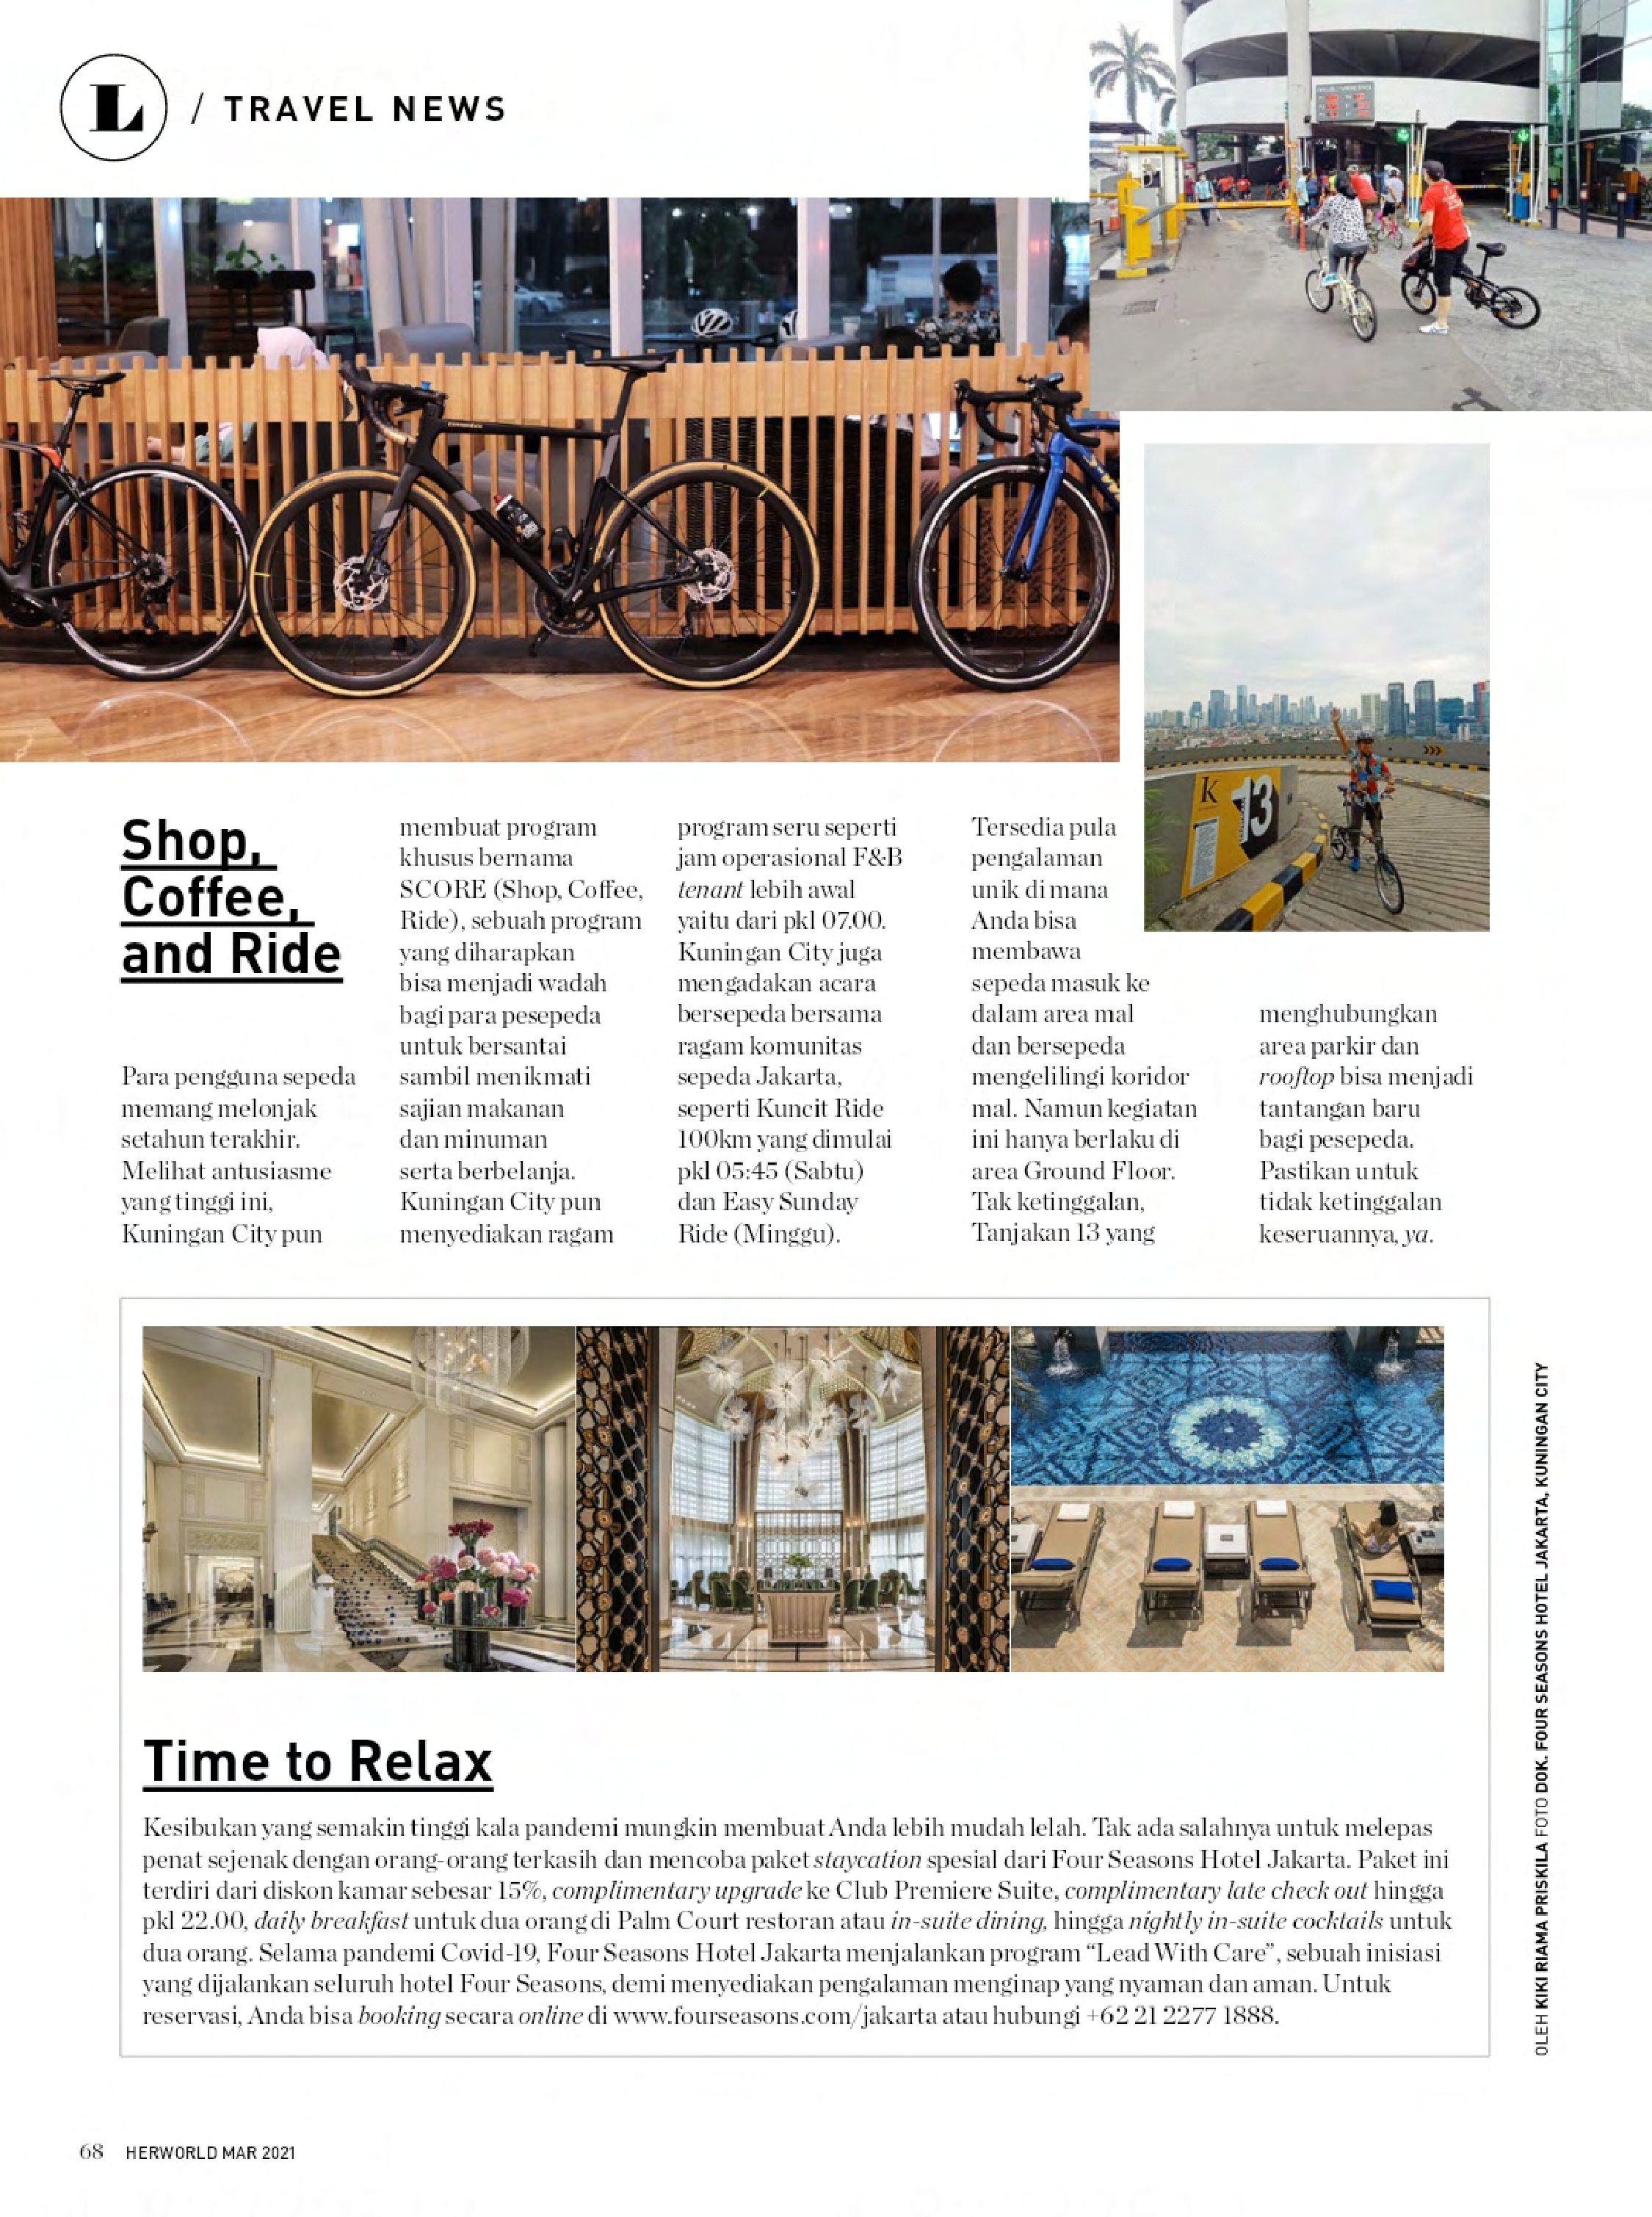 L / TRAVEL NEWS
Shop,
Coffee,
and Ride
Para pengguna sepeda
memang melonjak
setahun terakhir.
Melihat antusiasme
yang tinggi ini,
Kuningan City pun
membuat program
khusus bernama
SCORE (Shop, Coffee,
Ride), sebuah program
yang diharapkan
bisa menjadi wadah
bagi para pesepeda
untuk bersantai
sambil menikmati
sajian makanan
dan minuman
serta berbelanja.
Kuningan City pun
menyediakan ragam
program seru seperti
jam operasional F&B
tenant lebih awal
yaitu dari pkl 07.00.
Kuningan City juga
mengadakan acara
bersepeda bersama
ragam komunitas
sepeda Jakarta,
seperti Kuncit Ride
100km yang dimulai
pkl 05:45 (Sabtu)
dan Easy Sunday
Ride (Minggu).
Tersedia pula
pengalaman
unik di mana
Anda bisa
membawa
sepeda masuk ke
dalam area mal
dan bersepeda
mengelilingi koridor
mal. Namun kegiatan
ini hanya berlaku di
area Ground Floor.
Tak ketinggalan,
Tanjakan 13 yang
menghubungkan
area parkir dan
rooftop bisa menjadi
tantangan baru
bagi pesepeda.
Pastikan untuk
tidak ketinggalan
keseruannya, ya.
k
13
Time to Relax
Kesibukan yang semakin tinggi kala pandemi mungkin membuat Anda lebih mudah lelah. Tak ada salahnya untuk melepas
penat sejenak dengan orang-orang terkasih dan mencoba paket staycation spesial dari Four Seasons Hotel Jakarta. Paket ini
terdiri dari diskon kamar sebesar 15%, complimentary upgrade ke Club Premiere Suite, complimentary late check out hingga
pkl 22.00, daily breakfast untuk dua orang di Palm Court restoran atau in-suite dining, hingga nightly in-suite cocktails untuk
dua orang. Selama pandemi Covid-19, Four Seasons Hotel Jakarta menjalankan program “Lead With Care”, sebuah inisiasi
yang dijalankan seluruh hotel Four Seasons, demi menyediakan pengalaman menginap yang nyaman dan aman. Untuk
reservasi, Anda bisa booking secara online di www.fourseasons.com/jakarta atau hubungi +62 21 2277 1888.
OLEH KIKI RIAMA PRISKILA FOTO DOK. FOUR SEASONS HOTEL JAKARTA, KUNINGAN CITY
68 HERWORLD MAR 2021